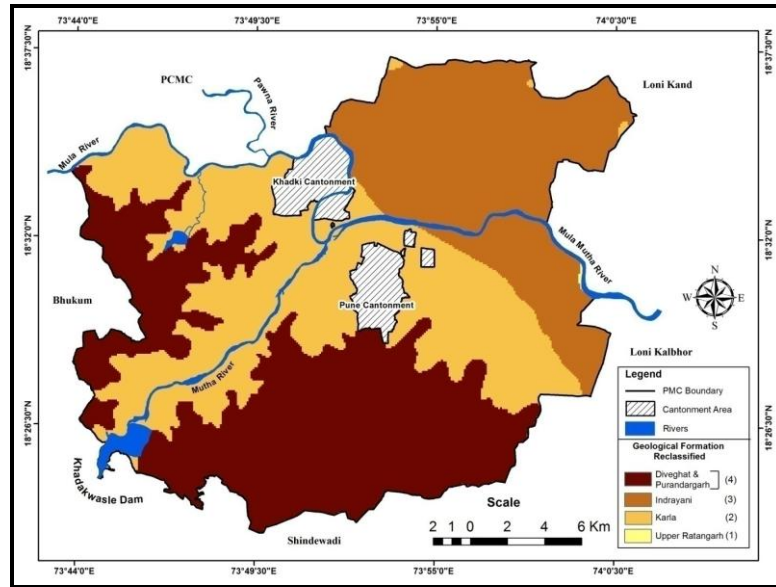 73°44'0"E 73°49'30"E 73°55'0"E 74°0'30"E
18°37'30"N
18°37'30"N
PCMC
Pawna River
Loni Kand
Mula River
Khadki Cantonment
18°32'0"N
18°32'0"N
Mula Mutha River
N
W E
S
Bhukum
Pune Cantonment
Loni Kalbhor
Mutha River
Legend
PMC Boundary
Cantonment Area
Rivers
18°26'30"N
18°26'30"N
Geological Formation
Reclassified
Diveghat &
Purandargarh (4)
Indrayani (3)
Karla (2)
Upper Ratangarh (1)
Khadakwasle Dam
Scale
2 1 0 2 4 6 Km
Shindewadi
73°44'0"E 73°49'30"E 73°55'0"E 74°0'30"E